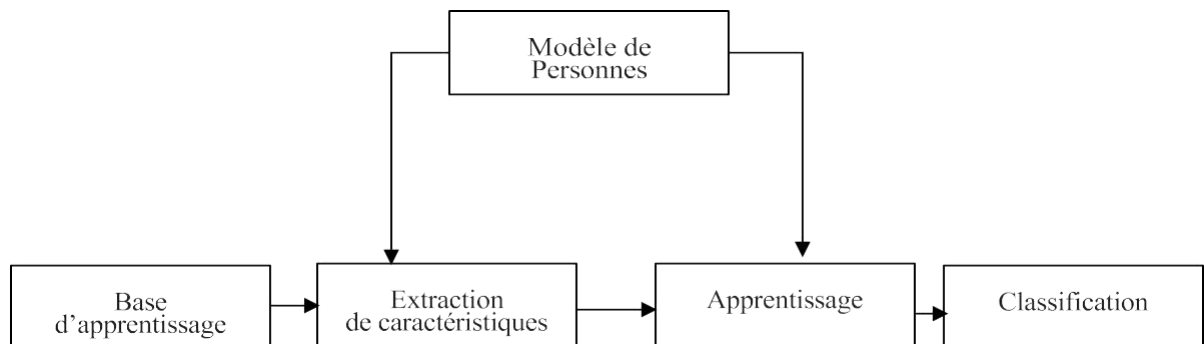 Modèle de
Personnes
Base
d'apprentissage
Extraction
de caractéristiques
Apprentissage
Classification